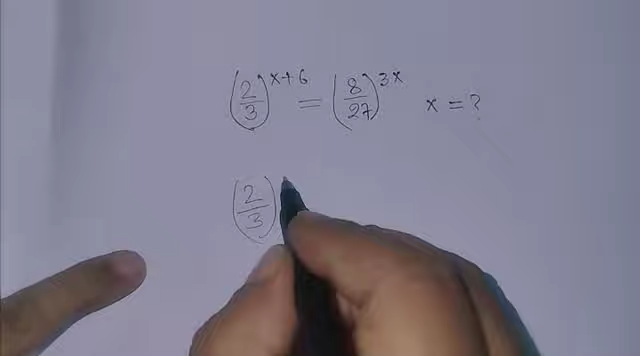 (2/3)^(x+6) = (8/27)^(3x) x = ?
(2/3)